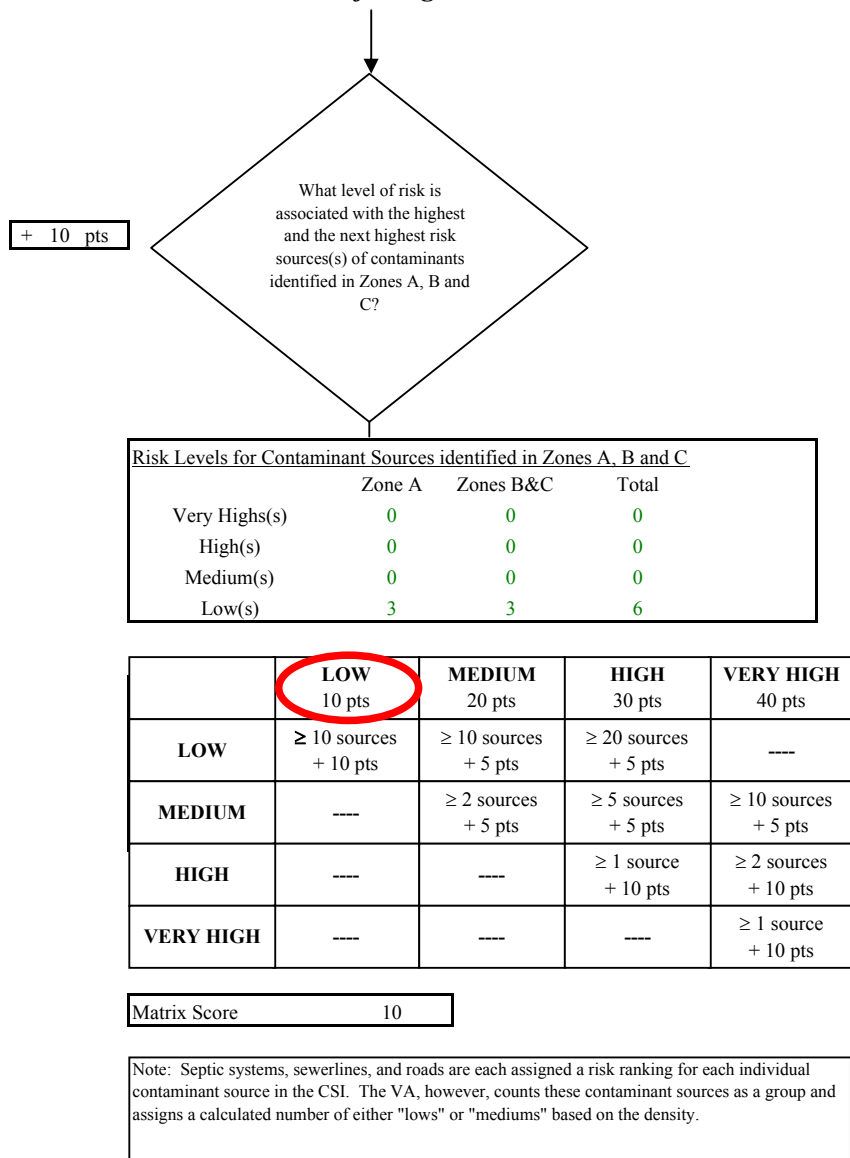 + 10 pts
What level of risk is
associated with the highest
and the next highest risk
sources(s) of contaminants
identified in Zones A, B and
C?
Risk Levels for Contaminant Sources identified in Zones A, B and C
Zone A Zones B&C Total
Very Highs(s) 0 0 0
High(s) 0 0 0
Medium(s) 0 0 0
Low(s) 3 3 6
LOW MEDIUM HIGH VERY HIGH
10 pts 20 pts 30 pts 40 pts
LOW ≥ 10 sources + 10 pts ≥ 10 sources + 5 pts ≥ 20 sources + 5 pts ----
MEDIUM ---- ≥ 2 sources + 5 pts ≥ 5 sources + 5 pts ≥ 10 sources + 5 pts
HIGH ---- ---- ≥ 1 source + 10 pts ≥ 2 sources + 10 pts
VERY HIGH ---- ---- ---- ≥ 1 source + 10 pts
Matrix Score 10
Note: Septic systems, sewerlines, and roads are each assigned a risk ranking for each individual
contaminant source in the CSI. The VA, however, counts these contaminant sources as a group and
assigns a calculated number of either "lows" or "mediums" based on the density.